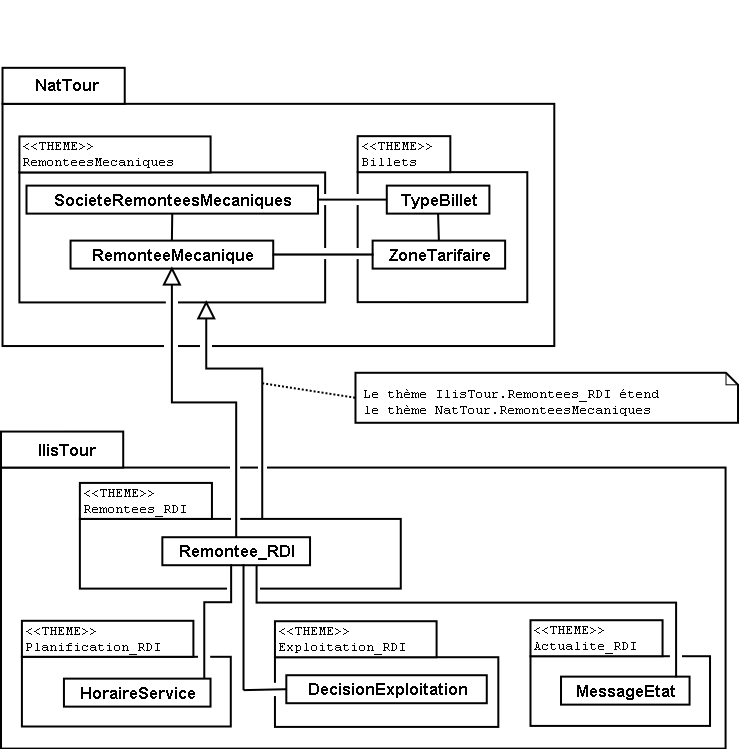 NatTour
<<THEME>>
RemonteesMecaniques
<<THEME>>
Billets
SocieteRemonteesMecaniques
TypeBillet
RemonteeMecanique
ZoneTarifaire
Le thème IlisTour.Remontees_RDI étend
le thème NatTour.RemonteesMecaniques
IlisTour
<<THEME>>
Remontees_RDI
Remontee_RDI
<<THEME>>
Planification_RDI
<<THEME>>
Exploitation_RDI
<<THEME>>
Actualite_RDI
HoraireService
DecisionExploitation
MessageEtat